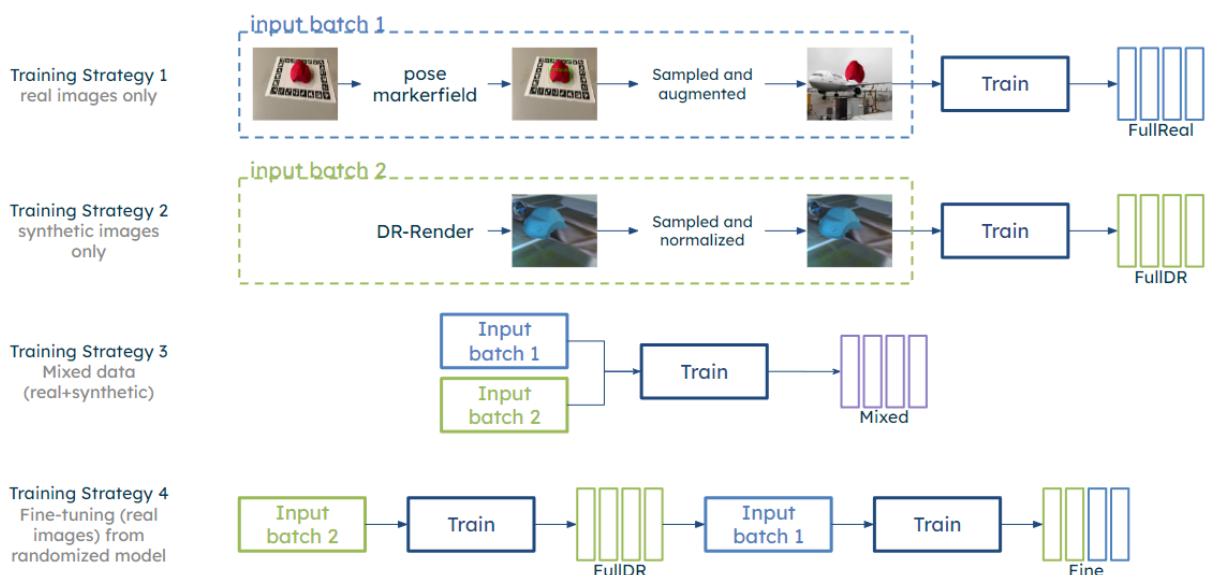 input batch 1
Training Strategy 1
real images only
pose
markerfield
Sampled and
augmented
Train
FullReal
input batch 2
Training Strategy 2
synthetic images
only
DR-Render
Sampled and
normalized
Train
FullDR
Training Strategy 3
Mixed data
(real+synthetic)
Input
batch 1
Input
batch 2
Train
Mixed
Training Strategy 4
Fine-tuning (real
images) from
randomized model
Input
batch 2
Train
FullDR
Input
batch 1
Train
Fine